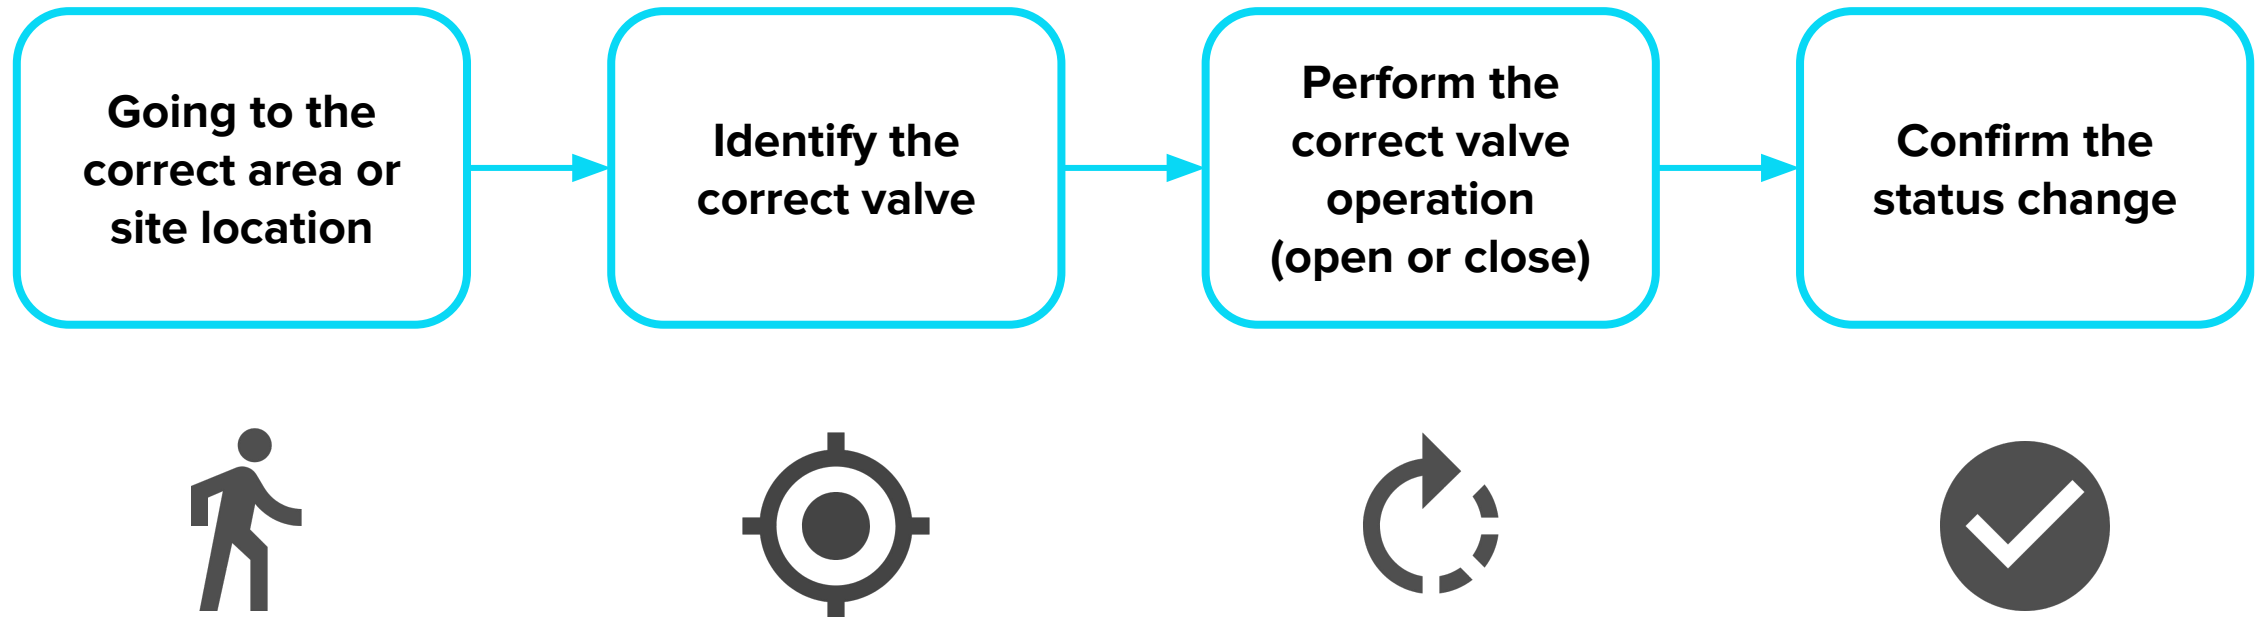 Going to the
correct area or
site location
Identify the
correct valve
Perform the
correct valve
operation
(open or close)
Confirm the
status change